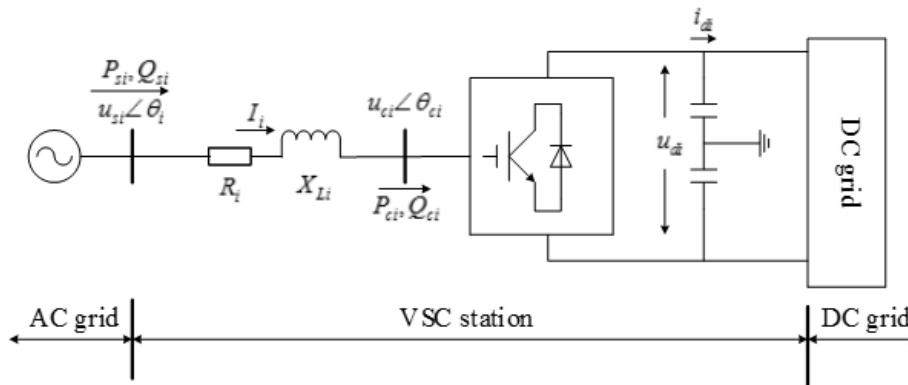 P_si, Q_si
u_si∠θ_i
I_i
R_i
X_Li
u_ci∠θ_ci
P_ci, Q_ci
i_di
u_di
DC grid
AC grid
VSC station
DC grid